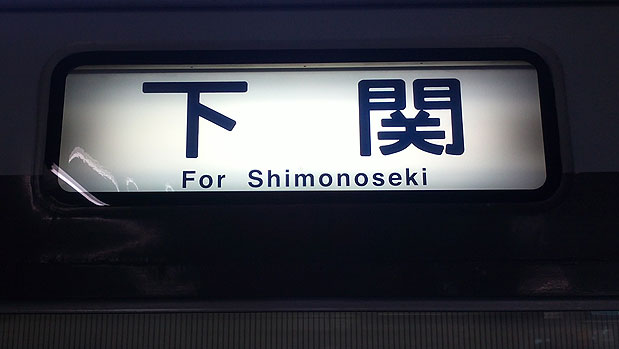 下関
For Shimonoseki